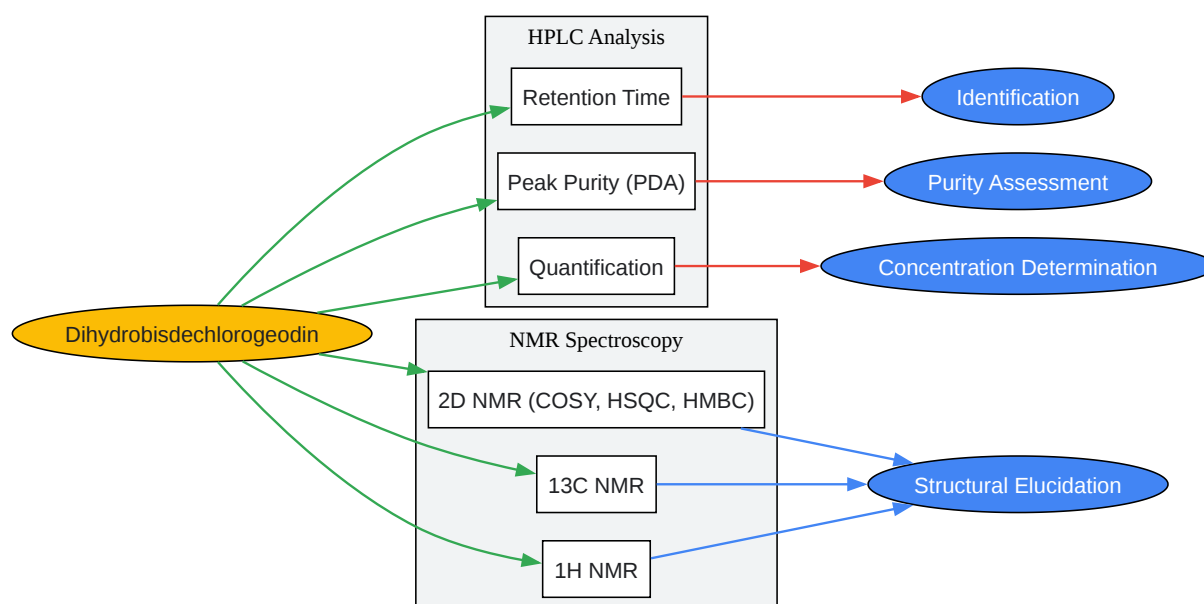 HPLC Analysis
Retention Time
Identification
Peak Purity (PDA)
Purity Assessment
Quantification
Concentration Determination
Dihydrobisdechlorogeodin
NMR Spectroscopy
2D NMR (COSY, HSQC, HMBC)
13C NMR
Structural Elucidation
1H NMR